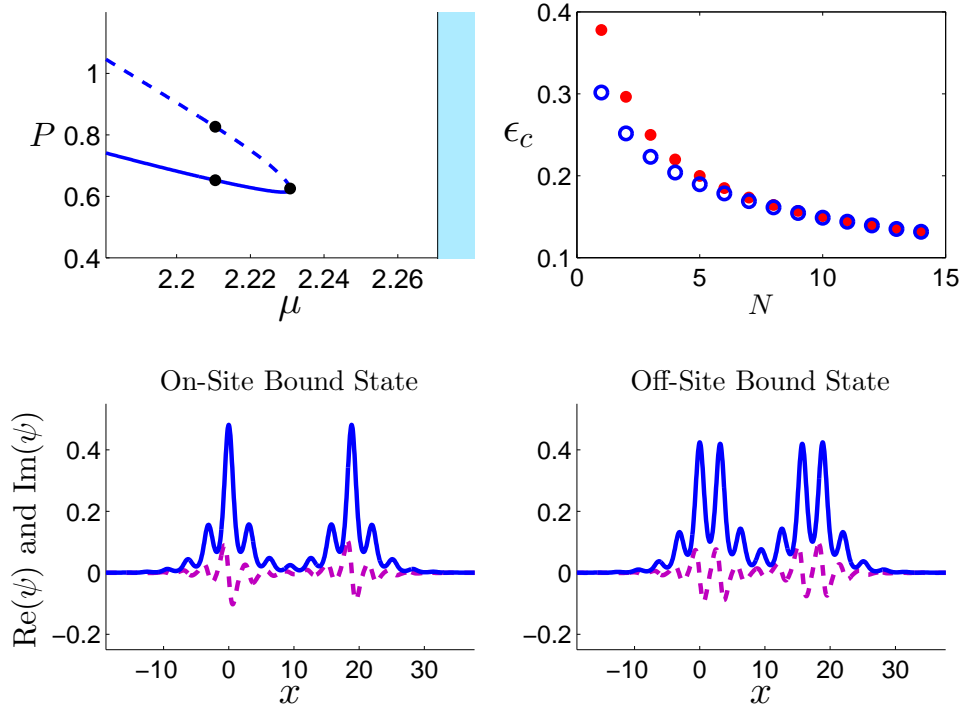 P
1
0.8
0.6
0.4
2.2 2.22 2.24 2.26
μ
ϵ_c
0.4
0.3
0.2
0.1
0 5 10 15
N
On-Site Bound State
Re(ψ) and Im(ψ)
0.4
0.2
0
−0.2
−10 0 10 20 30
x
Off-Site Bound State
0.4
0.2
0
−0.2
−10 0 10 20 30
x